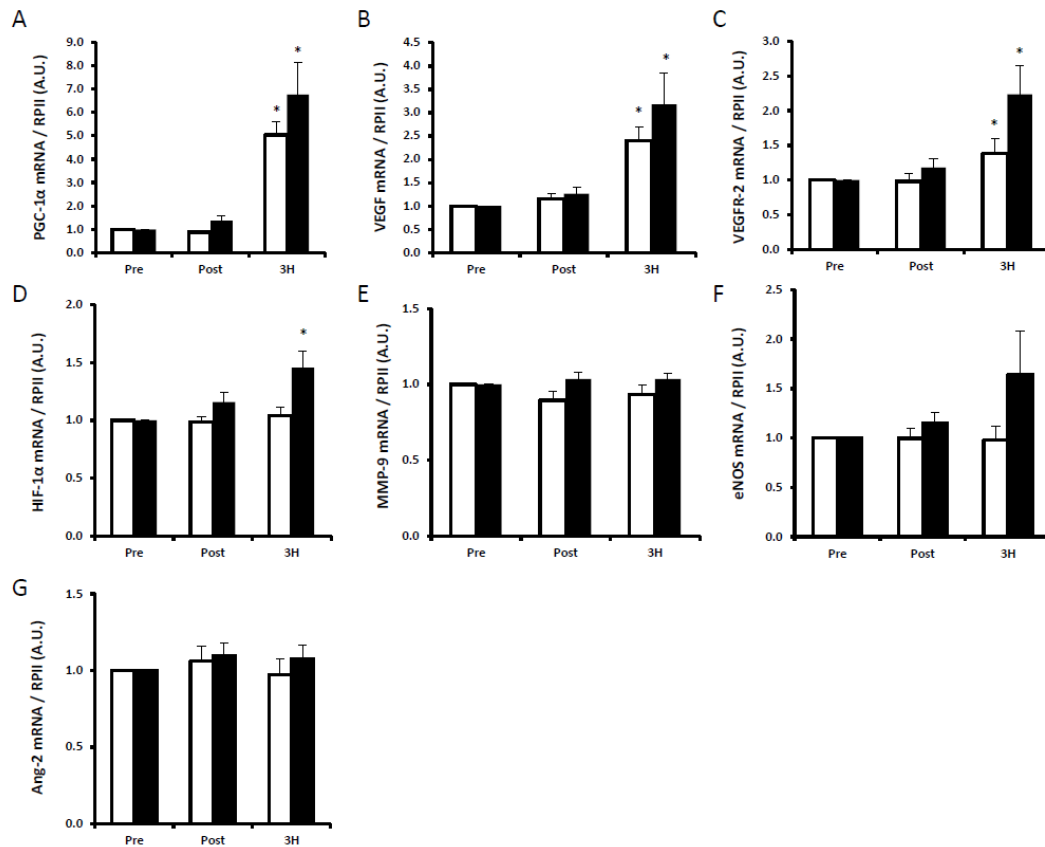 A
PGC-1α mRNA / RPII (A.U.)
9.0
8.0
7.0
6.0
5.0
4.0
3.0
2.0
1.0
0.0
*
*
Pre Post 3H
B
VEGF mRNA / RPII (A.U.)
4.5
4.0
3.5
3.0
2.5
2.0
1.5
1.0
0.5
0.0
*
*
Pre Post 3H
C
VEGFR-2 mRNA / RPII (A.U.)
3.0
2.5
2.0
1.5
1.0
0.5
0.0
*
*
Pre Post 3H
D
HIF-1α mRNA / RPII (A.U.)
2.0
1.5
1.0
0.5
0.0
*
Pre Post 3H
E
MMP-9 mRNA / RPII (A.U.)
1.5
1.0
0.5
0.0
Pre Post 3H
F
eNOS mRNA / RPII (A.U.)
2.5
2.0
1.5
1.0
0.5
0.0
Pre Post 3H
G
Ang-2 mRNA / RPII (A.U.)
1.5
1.0
0.5
0.0
Pre Post 3H